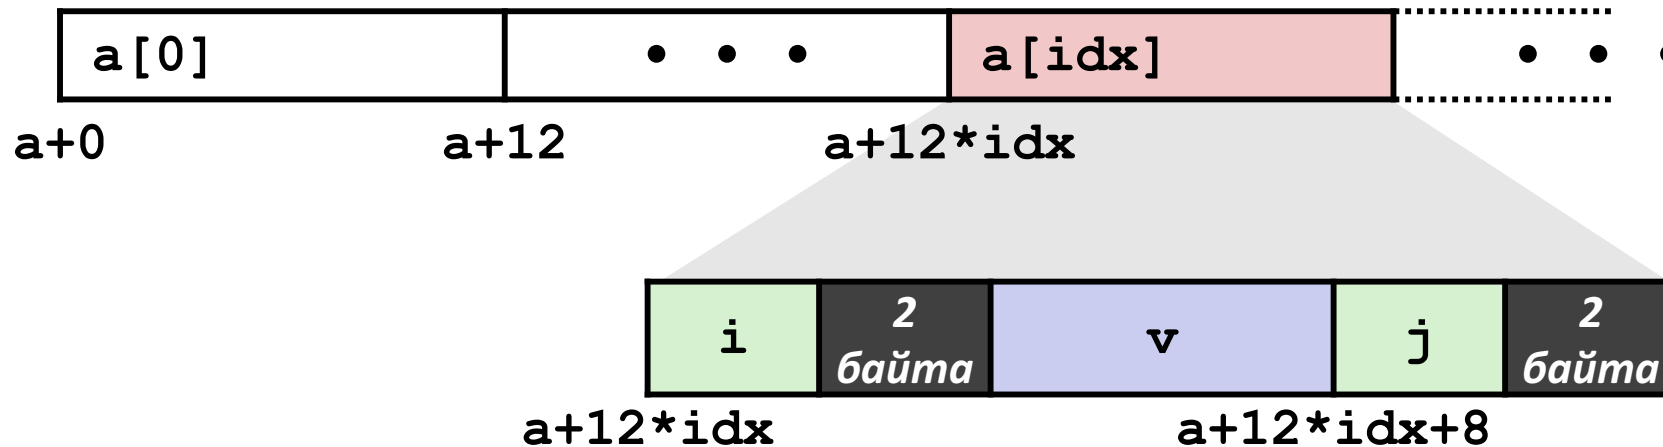 a[0] • • • a[idx] • • •
a+0 a+12 a+12*idx
i 2 байта v j 2 байта
a+12*idx a+12*idx+8